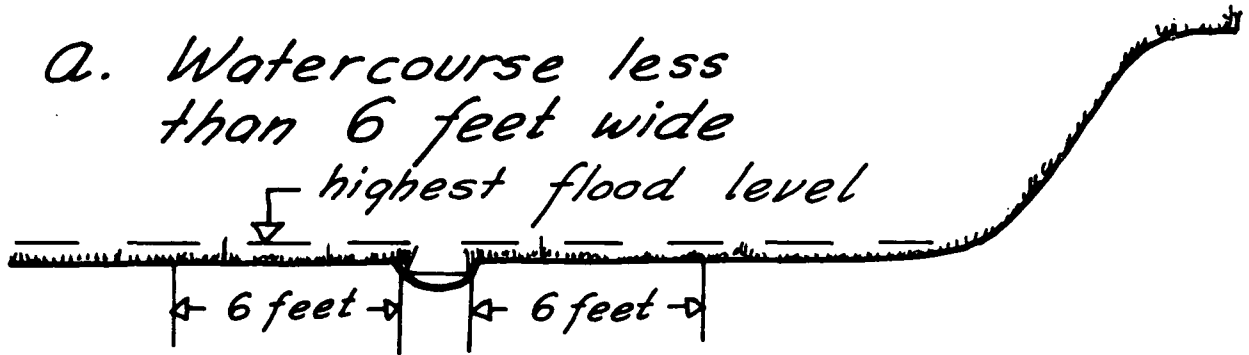 a. Watercourse less
than 6 feet wide
highest flood level
6 feet
6 feet